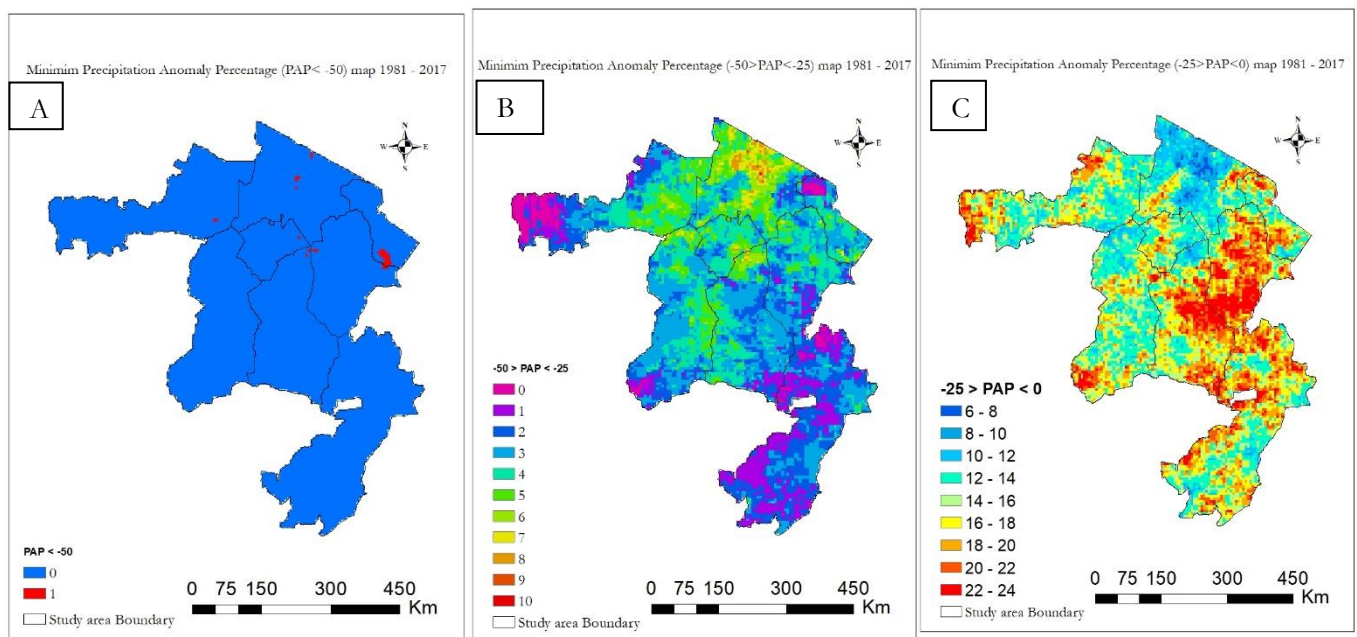 Minimim Precipitation Anomaly Percentage (PAP< -50) map 1981 - 2017
A
N
W
E
S
PAP < -50
0
1
Study area Boundary
0 75 150 300 450
Km
Minimim Precipitation Anomaly Percentage (-50>PAP<-25) map 1981 - 2017
B
N
W
E
S
-50 > PAP < -25
0
1
2
3
4
5
6
7
8
9
10
Study area Boundary
0 75 150 300 450
Km
Minimim Precipitation Anomaly Percentage (-25>PAP<0) map 1981 - 2017
C
N
W
E
S
-25 > PAP < 0
6 - 8
8 - 10
10 - 12
12 - 14
14 - 16
16 - 18
18 - 20
20 - 22
22 - 24
Study area Boundary
0 75 150 300 450
Km